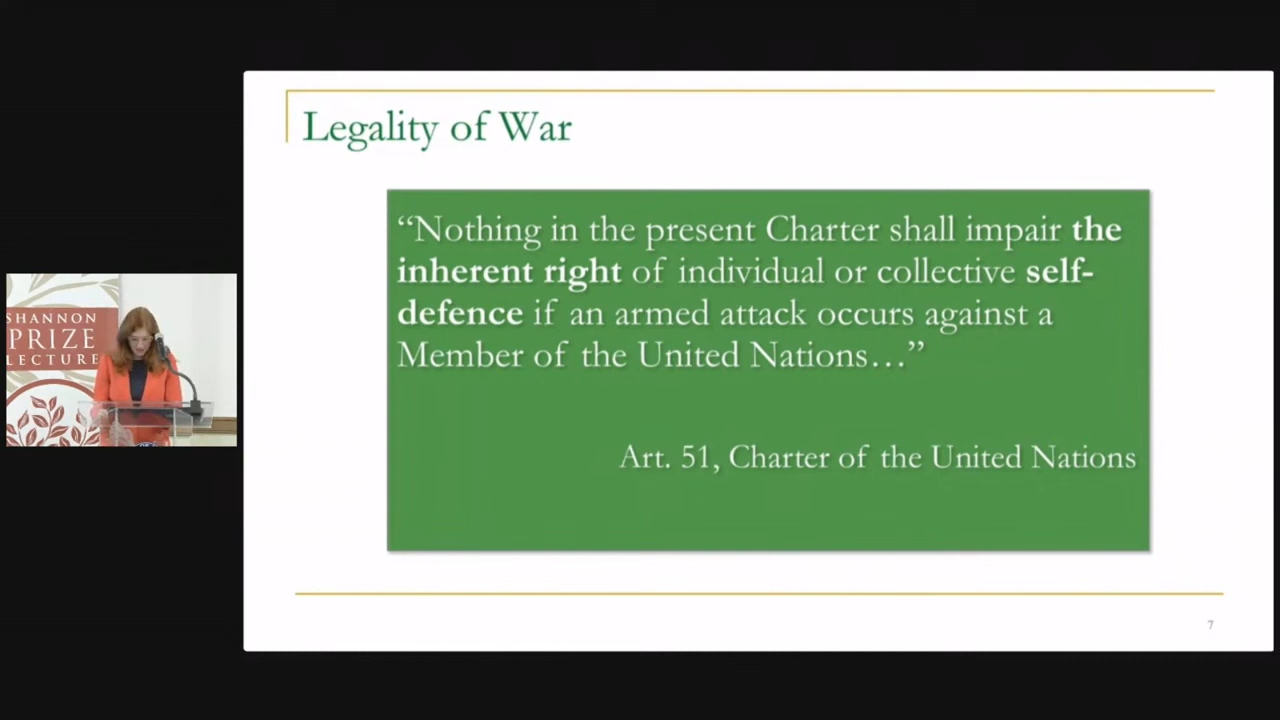 Legality of War
“Nothing in the present Charter shall impair the
inherent right of individual or collective self-
defence if an armed attack occurs against a
Member of the United Nations…”
Art. 51, Charter of the United Nations
7
SHANNON
PRIZE
LECTURE